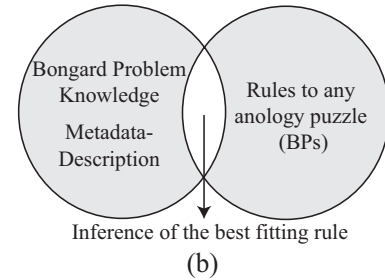 Bongard Problem
Knowledge
Metadata-
Description
Rules to any
anology puzzle
(BPs)
Inference of the best fitting rule
(b)